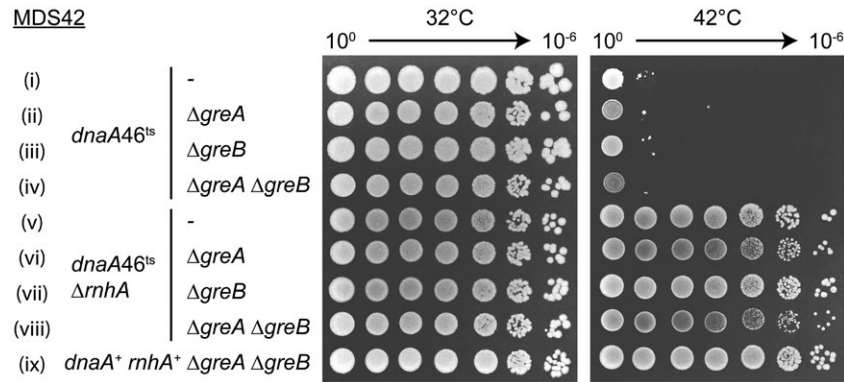 MDS42
32°C
42°C
10⁰ 10⁻⁶
10⁰ 10⁻⁶
(i) -
(ii) ΔgreA
(iii) dnaA46ᵗˢ ΔgreB
(iv) ΔgreA ΔgreB
(v) -
(vi) dnaA46ᵗˢ ΔgreA
(vii) ΔrnhA ΔgreB
(viii) ΔgreA ΔgreB
(ix) dnaA⁺ rnhA⁺ ΔgreA ΔgreB